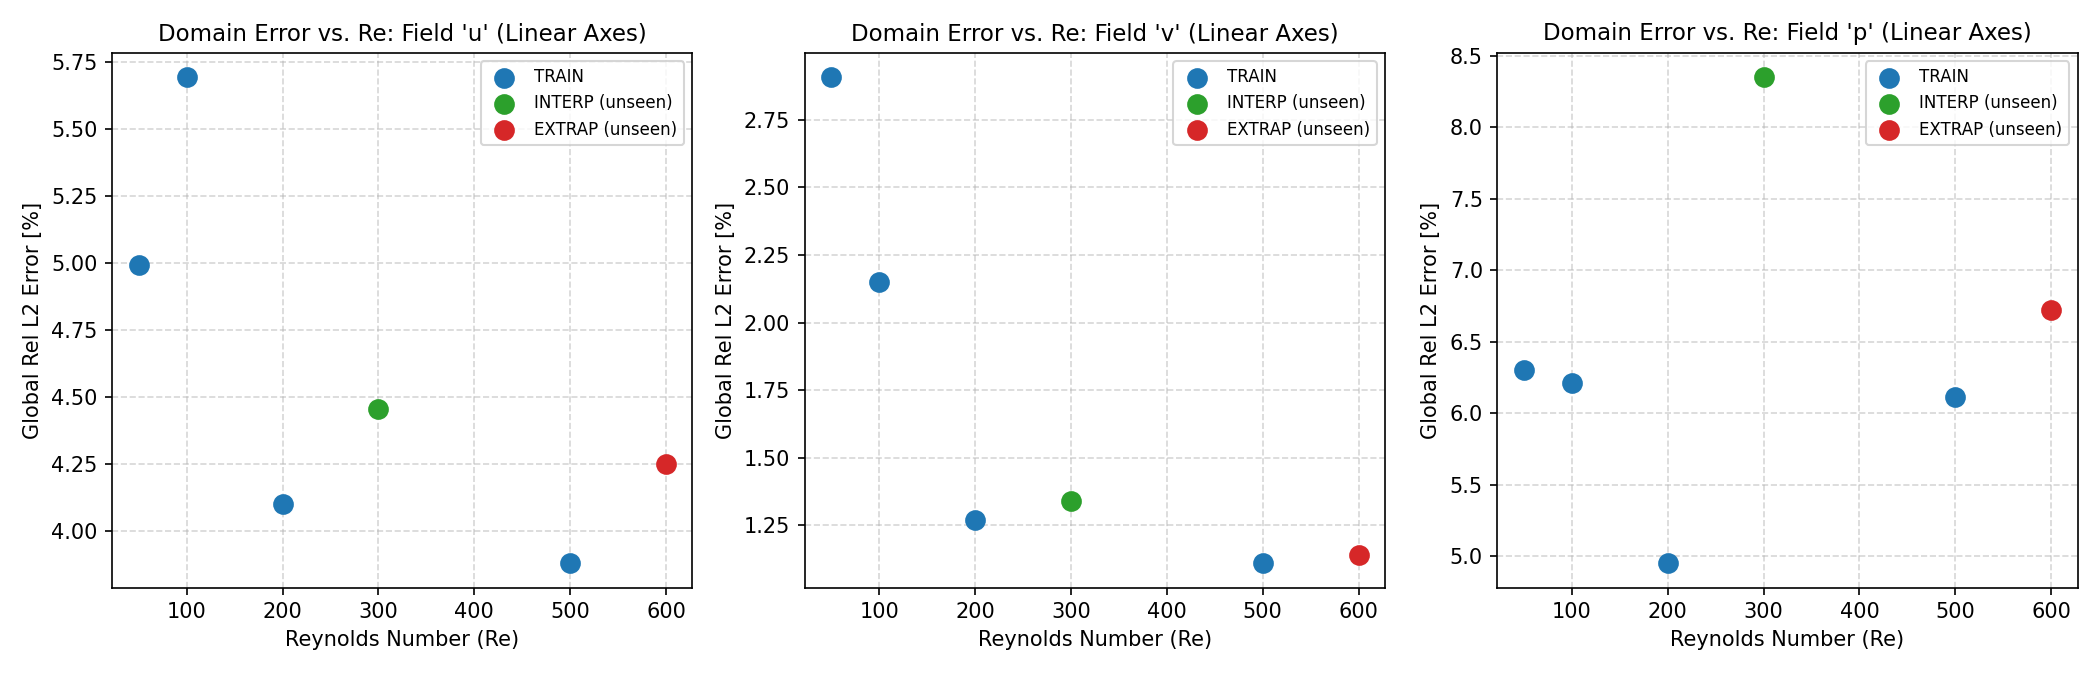 Domain Error vs. Re: Field 'u' (Linear Axes)
TRAIN
INTERP (unseen)
EXTRAP (unseen)
Global Rel L2 Error [%]
5.75
5.50
5.25
5.00
4.75
4.50
4.25
4.00
100 200 300 400 500 600
Reynolds Number (Re)
Domain Error vs. Re: Field 'v' (Linear Axes)
TRAIN
INTERP (unseen)
EXTRAP (unseen)
Global Rel L2 Error [%]
2.75
2.50
2.25
2.00
1.75
1.50
1.25
100 200 300 400 500 600
Reynolds Number (Re)
Domain Error vs. Re: Field 'p' (Linear Axes)
TRAIN
INTERP (unseen)
EXTRAP (unseen)
Global Rel L2 Error [%]
8.5
8.0
7.5
7.0
6.5
6.0
5.5
5.0
100 200 300 400 500 600
Reynolds Number (Re)